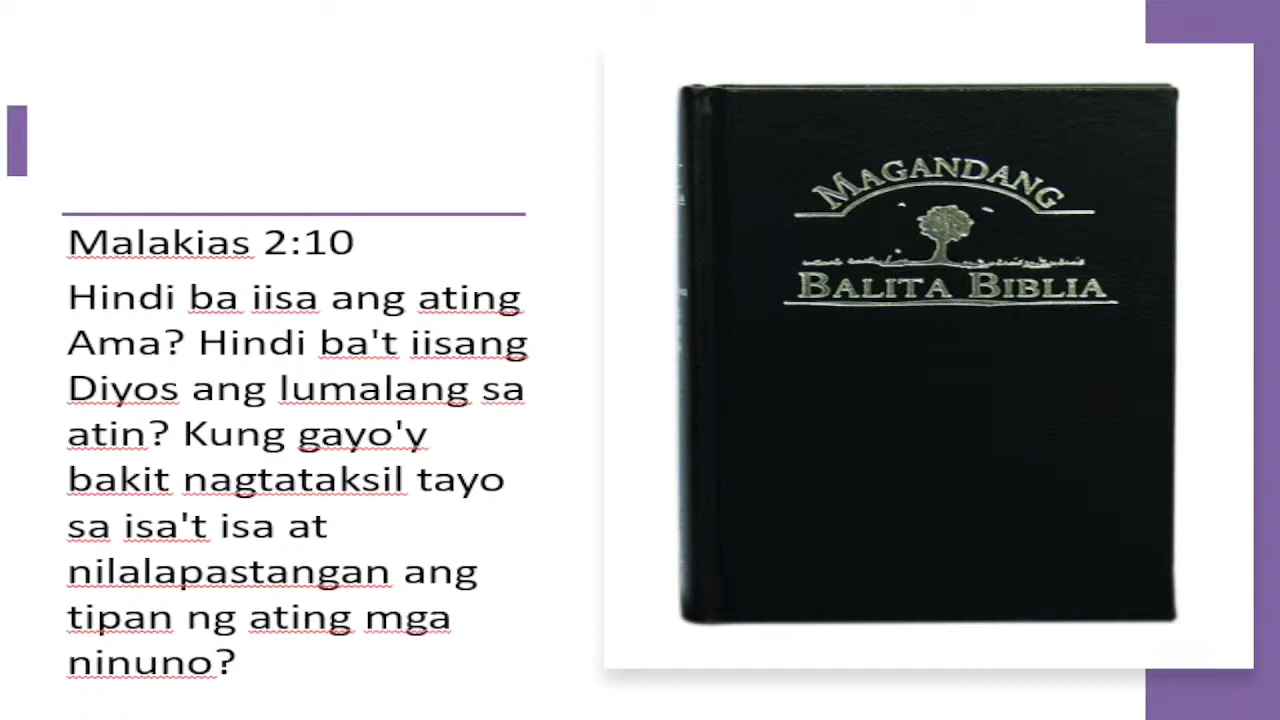 Malakias 2:10
Hindi ba iisa ang ating
Ama? Hindi ba't iisang
Diyos ang lumalang sa
atin? Kung gayo'y
bakit nagtataksil tayo
sa isa't isa at
nilalapastangan ang
tipan ng ating mga
ninuno?
MAGANDANG
BALITA BIBLIA